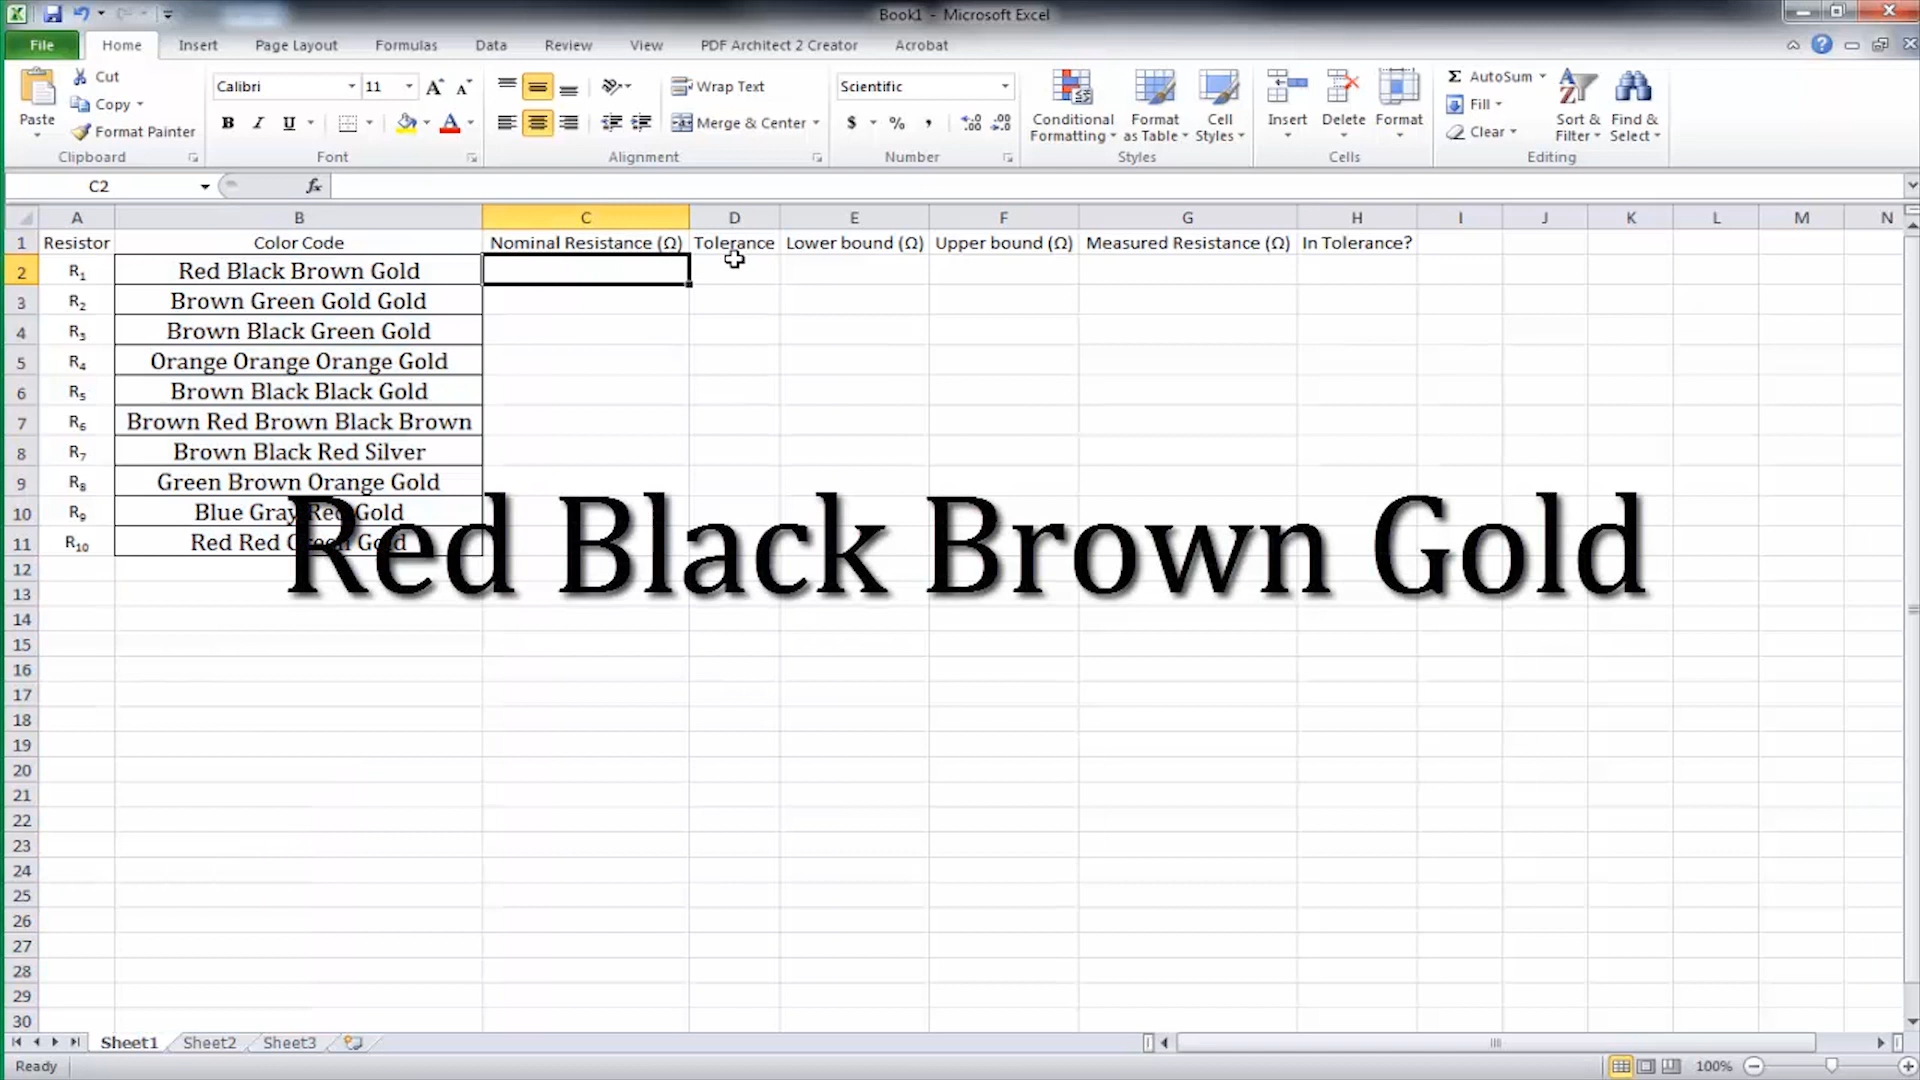 Book1 - Microsoft Excel
File Home Insert Page Layout Formulas Data Review View PDF Architect 2 Creator Acrobat
Paste
Cut
Copy
Format Painter
Clipboard
Calibri 11
B I U
Font
Wrap Text
Merge & Center
Alignment
Scientific
$ % ,
Number
Conditional Formatting
Format as Table
Cell Styles
Styles
Insert
Delete
Format
Cells
AutoSum
Fill
Clear
Sort & Filter
Find & Select
Editing
C2 fx
A B C D E F G H I J K L M N
1 Resistor Color Code Nominal Resistance (Ω) Tolerance Lower bound (Ω) Upper bound (Ω) Measured Resistance (Ω) In Tolerance?
2 R1 Red Black Brown Gold
3 R2 Brown Green Gold Gold
4 R3 Brown Black Green Gold
5 R4 Orange Orange Orange Gold
6 R5 Brown Black Black Gold
7 R6 Brown Red Brown Black Brown
8 R7 Brown Black Red Silver
9 R8 Green Brown Orange Gold
10 R9 Blue Gray Red Gold
11 R10 Red Red Green Gold
Red Black Brown Gold
12
13
14
15
16
17
18
19
20
21
22
23
24
25
26
27
28
29
30
Sheet1 Sheet2 Sheet3
Ready 100%